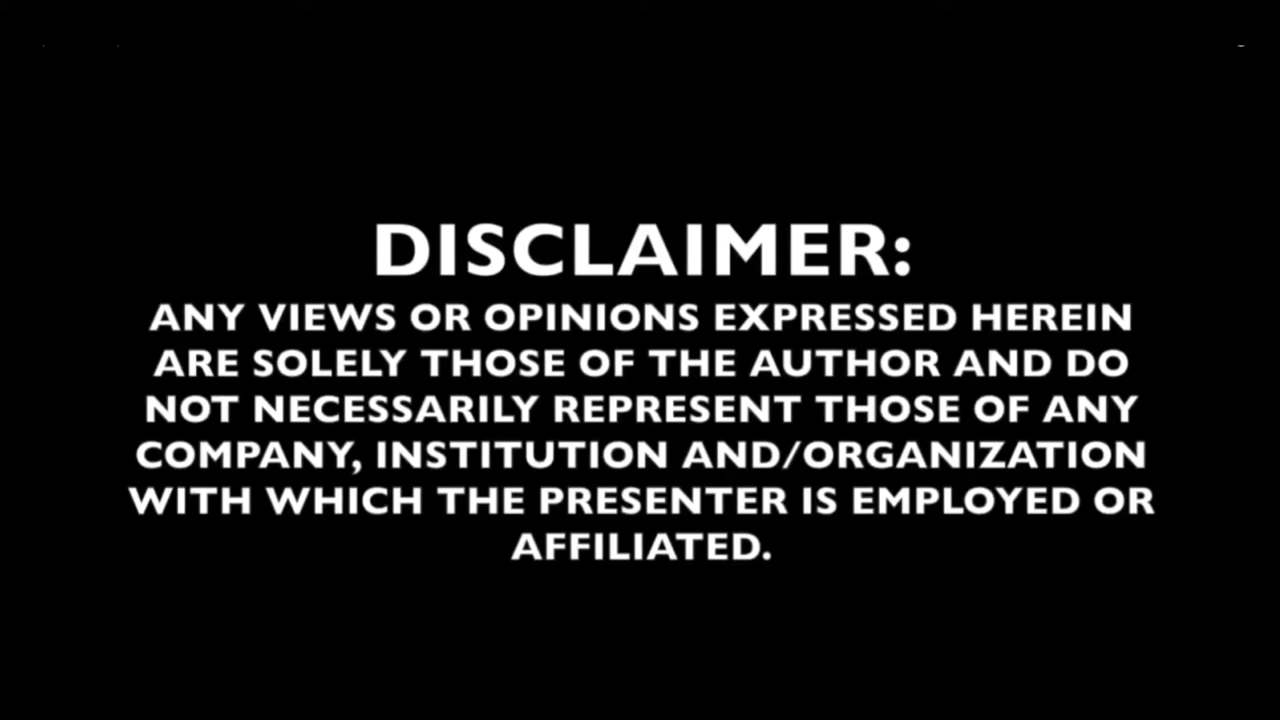 DISCLAIMER:
ANY VIEWS OR OPINIONS EXPRESSED HEREIN
ARE SOLELY THOSE OF THE AUTHOR AND DO
NOT NECESSARILY REPRESENT THOSE OF ANY
COMPANY, INSTITUTION AND/ORGANIZATION
WITH WHICH THE PRESENTER IS EMPLOYED OR
AFFILIATED.